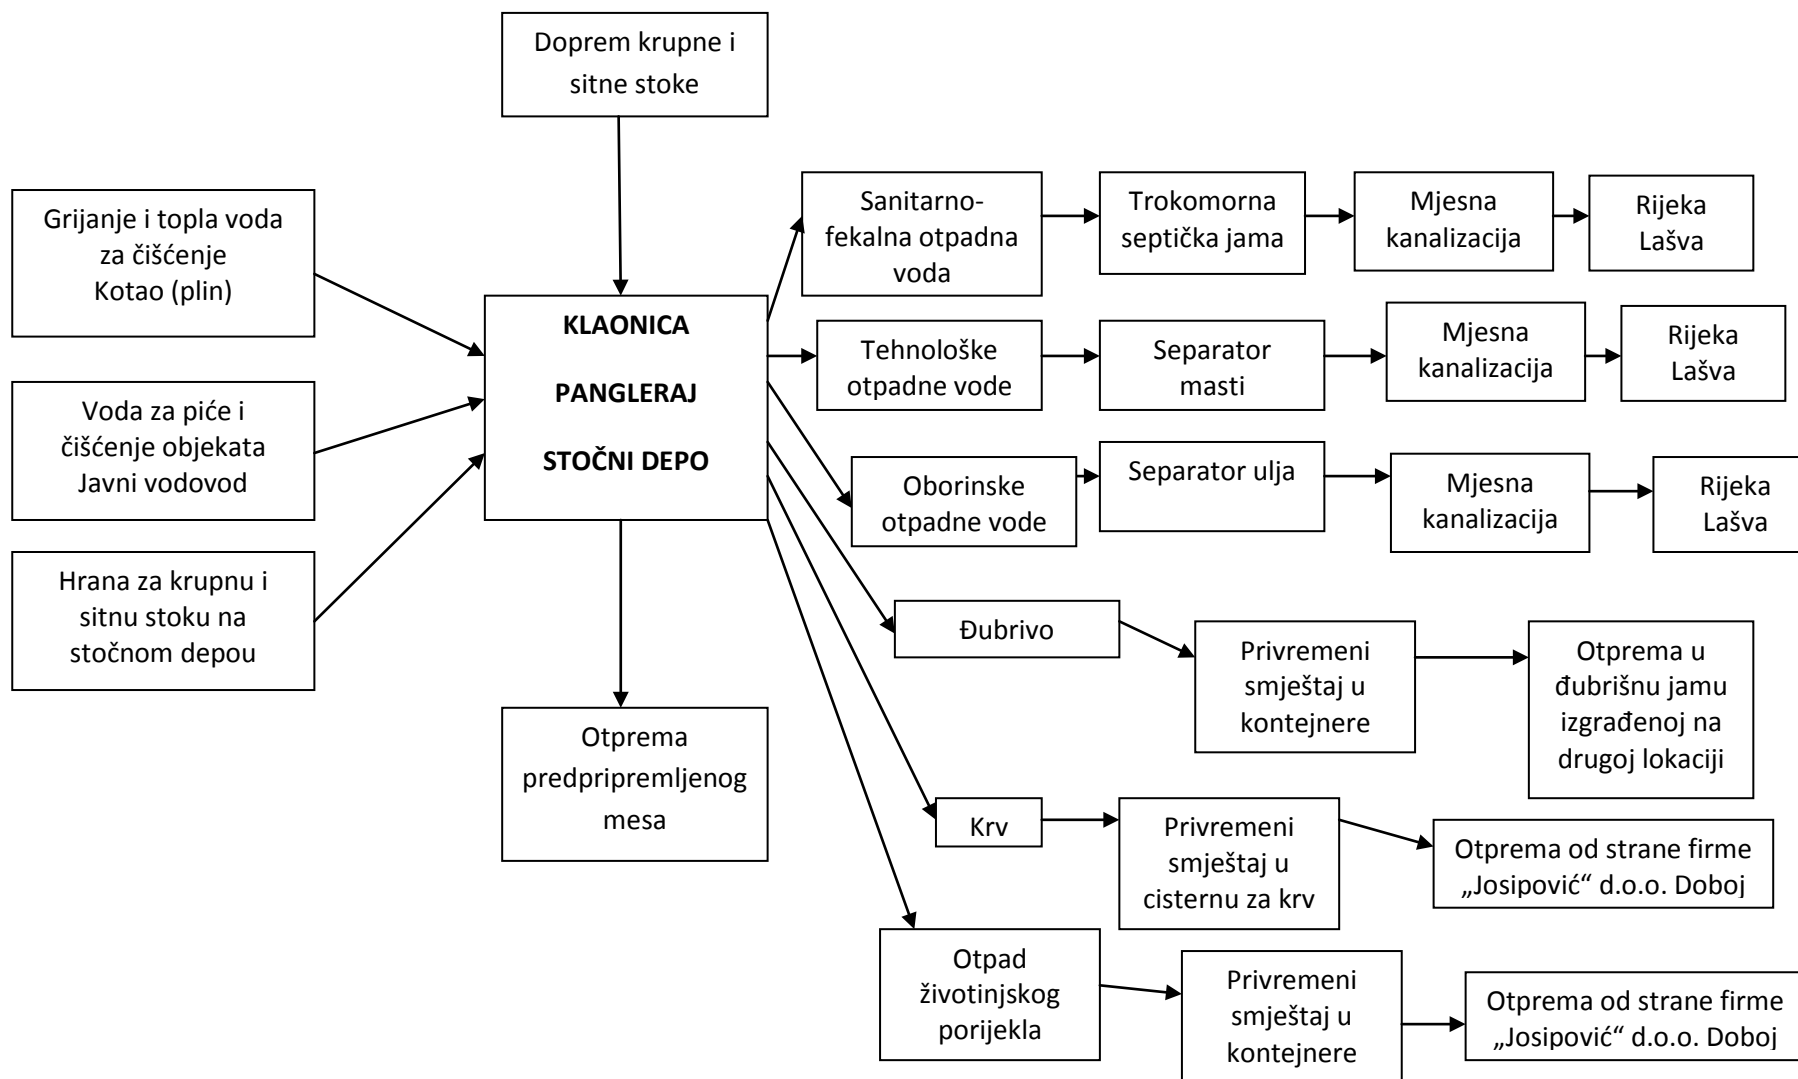 Doprem krupne i
sitne stoke
Grijanje i topla voda
za čišćenje
Kotao (plin)
Voda za piće i
čišćenje objekata
Javni vodovod
Hrana za krupnu i
sitnu stoku na
stočnom depou
KLAONICA
PANGLERAJ
STOČNI DEPO
Otprema
predpripremljenog
mesa
Sanitarno-
fekalna otpadna
voda
Trokomorna
septička jama
Mjesna
kanalizacija
Rijeka
Lašva
Tehnološke
otpadne vode
Separator
masti
Mjesna
kanalizacija
Rijeka
Lašva
Oborinske
otpadne vode
Separator ulja
Mjesna
kanalizacija
Rijeka
Lašva
Đubrivo
Privremeni
smještaj u
kontejnere
Otprema u
đubrišnu jamu
izgrađenoj na
drugoj lokaciji
Krv
Privremeni
smještaj u
cisternu za krv
Otprema od strane firme
„Josipović“ d.o.o. Doboj
Otpad
životinjskog
porijekla
Privremeni
smještaj u
kontejnere
Otprema od strane firme
„Josipović“ d.o.o. Doboj